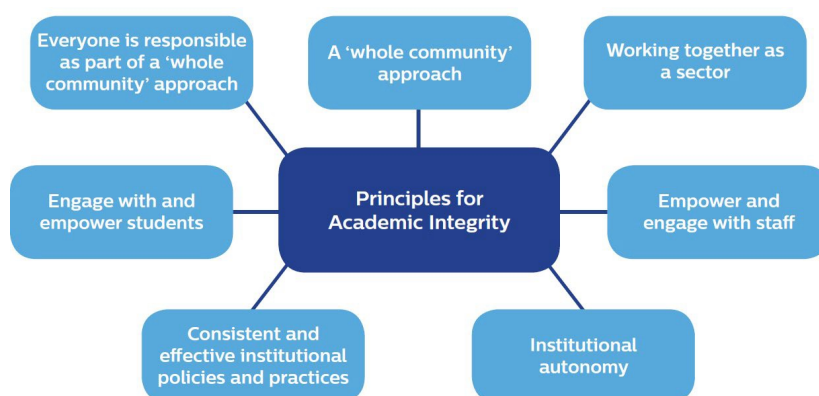 Everyone is responsible
as part of a ‘whole
community’ approach
A ‘whole community’
approach
Working together as
a sector
Engage with and
empower students
Principles for
Academic Integrity
Empower and
engage with staff
Consistent and
effective institutional
policies and practices
Institutional
autonomy